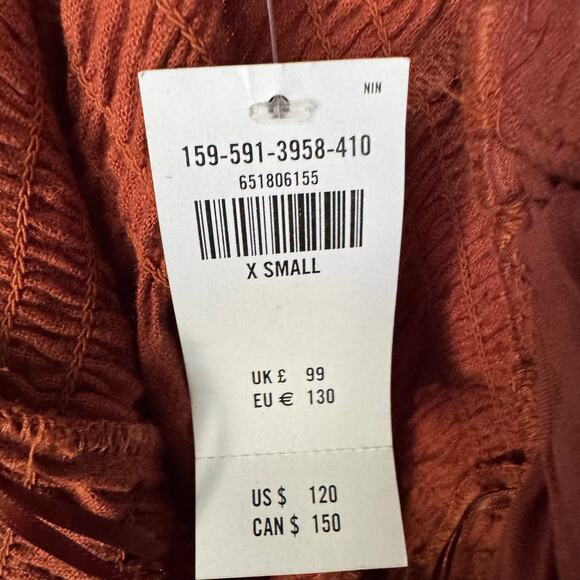 NIN
159-591-3958-410
651806155
X SMALL
UK £ 99
EU € 130
US $ 120
CAN $ 150